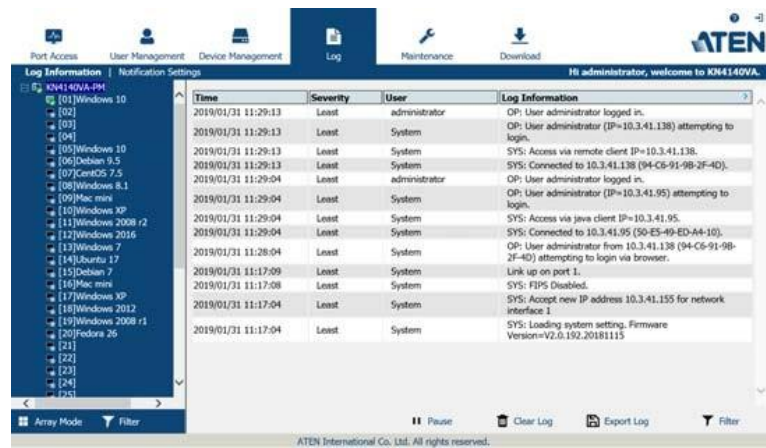 Port Access
User Management
Device Management
Log
Maintenance
Download
ATEN
Log Information | Notification Settings
Hi administrator, welcome to KN4140VA.
KN4140VA-PM
[01]Windows 10
[02]
[03]
[04]
[05]Windows 10
[06]Debian 9.5
[07]CentOS 7.5
[08]Windows 8.1
[09]Mac mini
[10]Windows XP
[11]Windows 2008 r2
[12]Windows 2016
[13]Windows 7
[14]Ubuntu 17
[15]Debian 7
[16]Mac mini
[17]Windows XP
[18]Windows 2012
[19]Windows 2008 r1
[20]Fedora 26
[21]
[22]
[23]
[24]
[25]
Array Mode
Filter
Time Severity User Log Information
2019/01/31 11:29:13 Least administrator OP: User administrator logged in.
2019/01/31 11:29:13 Least System OP: User administrator (IP=10.3.41.138) attempting to
login.
2019/01/31 11:29:13 Least System SYS: Access via remote client IP=10.3.41.138.
2019/01/31 11:29:13 Least System SYS: Connected to 10.3.41.138 (94-C6-91-9B-2F-4D).
2019/01/31 11:29:04 Least administrator OP: User administrator logged in.
2019/01/31 11:29:04 Least System OP: User administrator (IP=10.3.41.95) attempting to
login.
2019/01/31 11:29:04 Least System SYS: Access via java client IP=10.3.41.95.
2019/01/31 11:29:04 Least System SYS: Connected to 10.3.41.95 (50-E5-49-ED-A4-10).
2019/01/31 11:28:04 Least System OP: User administrator from 10.3.41.138 (94-C6-91-9B-
2F-4D) attempting to login via browser.
2019/01/31 11:17:09 Least System Link up on port 1.
2019/01/31 11:17:08 Least System SYS: FIPS Disabled.
2019/01/31 11:17:04 Least System SYS: Accept new IP address 10.3.41.155 for network
interface 1
2019/01/31 11:17:04 Least System SYS: Loading system setting. Firmware
Version=V2.0.192.20181115
Pause
Clear Log
Export Log
Filter
ATEN International Co. Ltd. All rights reserved.